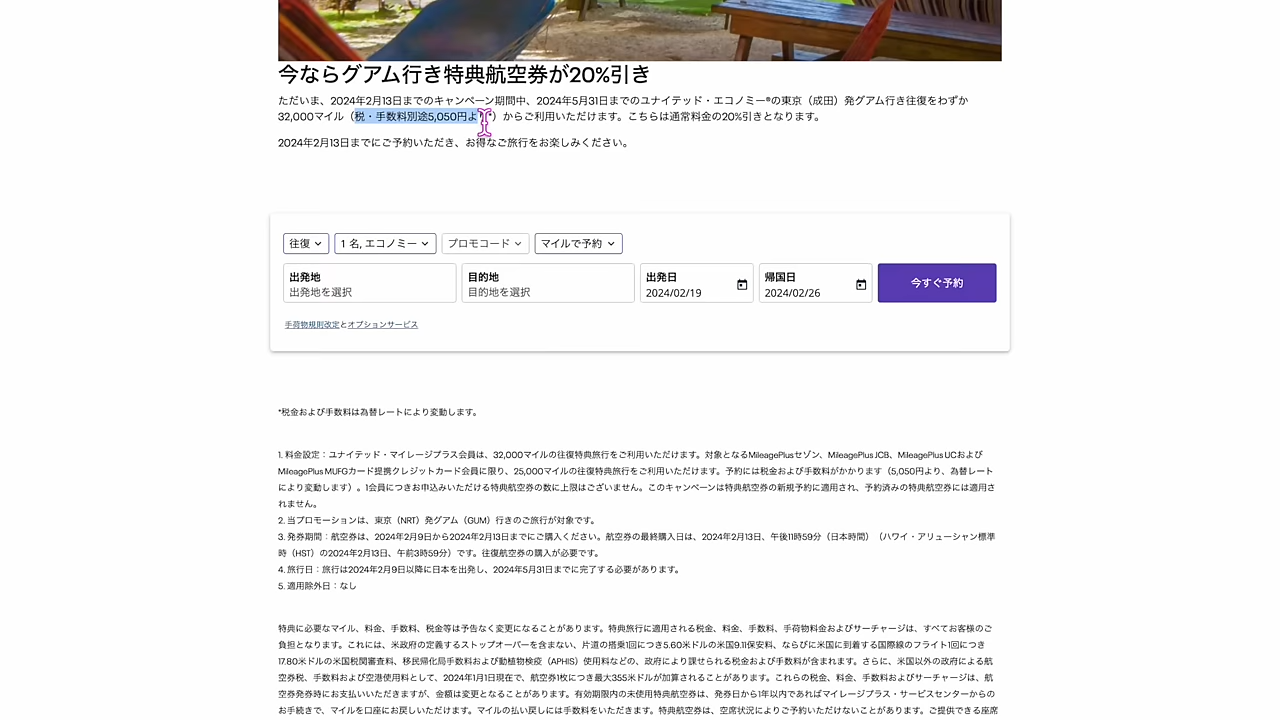 今ならグアム行き特典航空券が20%引き
ただいま、2024年2月13日までのキャンペーン期間中、2024年5月31日までのユナイテッド・エコノミー®の東京（成田）発グアム行き往復をわずか
32,000マイル（税・手数料別途5,050円より）からご利用いただけます。こちらは通常料金の20%引きとなります。
2024年2月13日までにご予約いただき、お得なご旅行をお楽しみください。
往復 1 名, エコノミー プロモコード マイルで予約
出発地 目的地 出発日 帰国日
出発地を選択 目的地を選択 2024/02/19 2024/02/26 今すぐ予約
手荷物規則改定とオプションサービス
*税金および手数料は為替レートにより変動します。
1. 料金設定：ユナイテッド・マイレージプラス会員は、32,000マイルの往復特典旅行をご利用いただけます。対象となるMileagePlusセゾン、MileagePlus JCB、MileagePlus UCおよび
MileagePlus MUFGカード提携クレジットカード会員に限り、25,000マイルの往復特典旅行をご利用いただけます。予約には税金および手数料がかかります（5,050円より、為替レート
により変動します）。1会員につきお申込みいただける特典航空券の数に上限はございません。このキャンペーンは特典航空券の新規予約に適用され、予約済みの特典航空券には適用さ
れません。
2. 当プロモーションは、東京（NRT）発グアム（GUM）行きのご旅行が対象です。
3. 発券期間：航空券は、2024年2月9日から2024年2月13日までにご購入ください。航空券の最終購入日は、2024年2月13日、午後11時59分（日本時間）（ハワイ・アリューシャン標準
時（HST）の2024年2月13日、午前3時59分）です。往復航空券の購入が必要です。
4. 旅行日：旅行は2024年2月9日以降に日本を出発し、2024年5月31日までに完了する必要があります。
5. 適用除外日：なし
特典に必要なマイル、料金、手数料、税金等は予告なく変更になることがあります。特典旅行に適用される税金、料金、手数料、手荷物料金およびサーチャージは、すべてお客様のご
負担となります。これには、米政府の定義するストップオーバーを含まない、片道の搭乗1回につき5.60米ドルの米国9.11保安料、ならびに米国に到着する国際線のフライト1回につき
17.80米ドルの米国税関審査料、移民帰化局手数料および動植物検疫（APHIS）使用料などの、政府により課せられる税金および手数料が含まれます。さらに、米国以外の政府による航
空券税、手数料および空港使用料として、2024年1月1日現在で、航空券1枚につき最大355米ドルが加算されることがあります。これらの税金、料金、手数料およびサーチャージは、航
空券発券時にお支払いいただきますが、金額は変更となることがあります。有効期限内の未使用特典航空券は、発券日から1年以内であればマイレージプラス・サービスセンターからの
お手続きで、マイルを口座にお戻しいただけます。マイルの払い戻しには手数料をいただきます。特典航空券は、空席状況によりご予約いただけないことがあります。ご提供できる座席